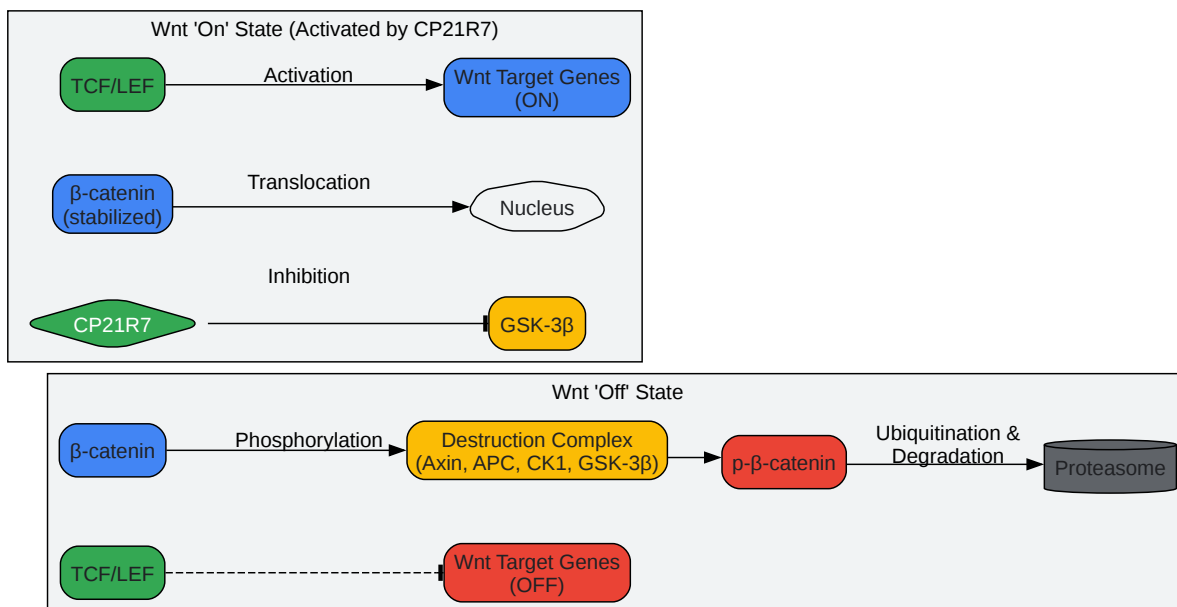 Wnt 'On' State (Activated by CP21R7)
TCF/LEF
Activation
Wnt Target Genes
(ON)
β-catenin
(stabilized)
Translocation
Nucleus
Inhibition
CP21R7
GSK-3β
Wnt 'Off' State
β-catenin
Phosphorylation
Destruction Complex
(Axin, APC, CK1, GSK-3β)
p-β-catenin
Ubiquitination &
Degradation
Proteasome
TCF/LEF
Wnt Target Genes
(OFF)